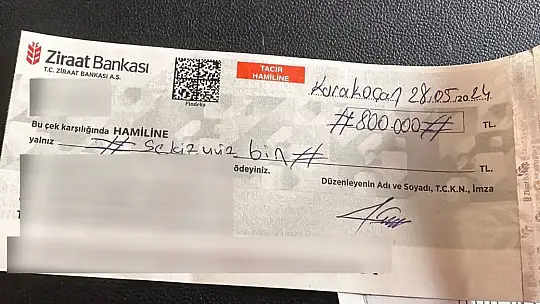 Ziraat Bankası
T.C. ZİRAAT BANKASI A.Ş.
Findeks
TACİR
HAMİLİNE
Karakoçan 28.05.2024
#800.000# TL.
Bu çek karşılığında HAMİLİNE
yalnız # Sekizyüz bin # TL.
ödeyiniz.
Düzenleyenin Adı ve Soyadı, T.C.K.N., İmza